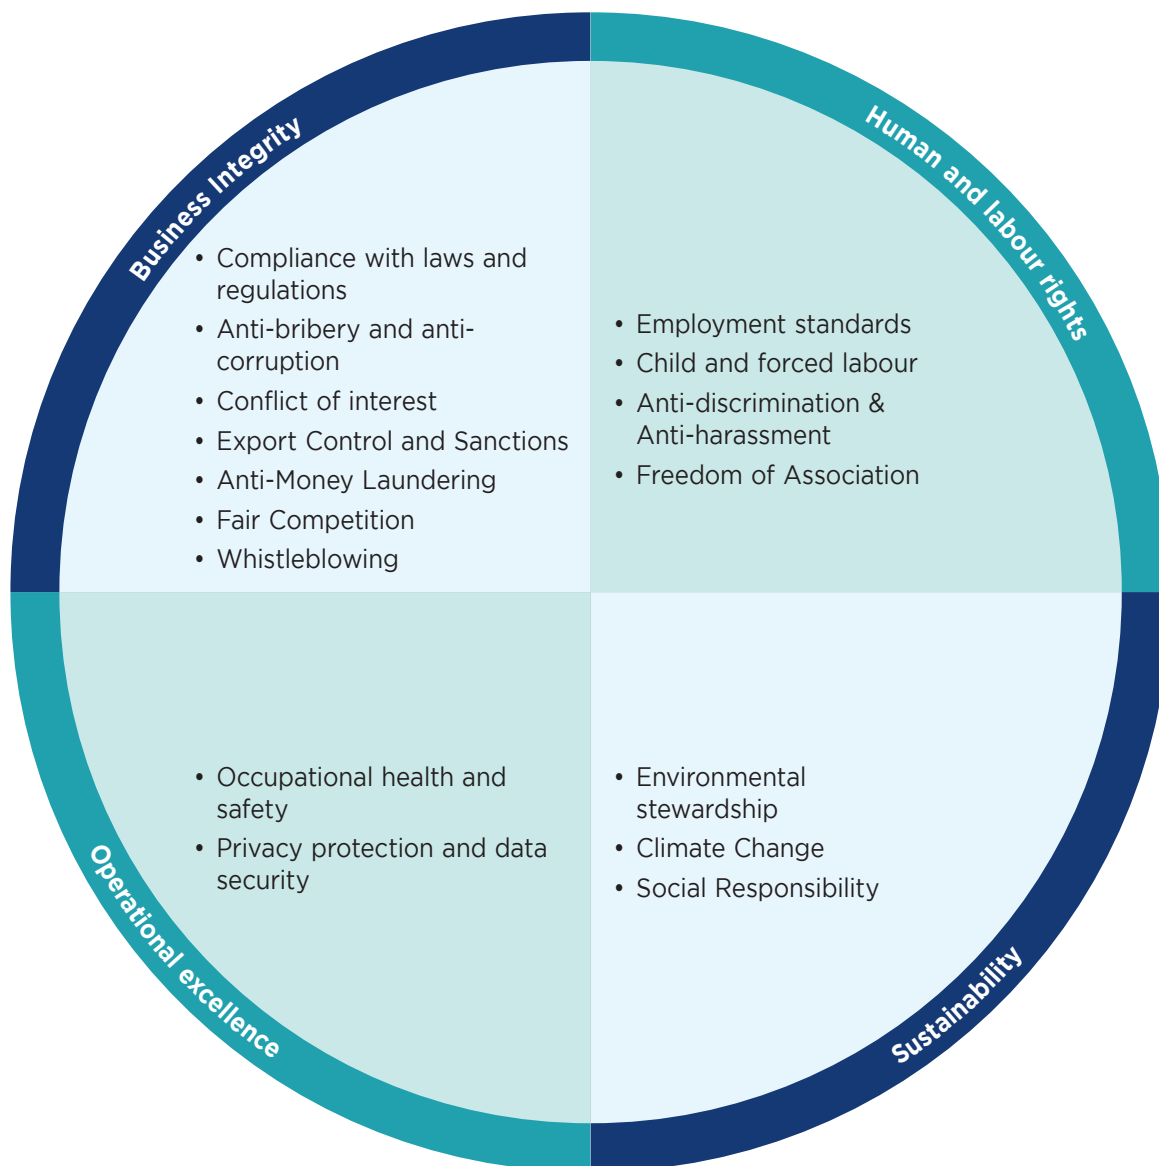 Business Integrity
• Compliance with laws and
regulations
• Anti-bribery and anti-
corruption
• Conflict of interest
• Export Control and Sanctions
• Anti-Money Laundering
• Fair Competition
• Whistleblowing
Human and labour rights
• Employment standards
• Child and forced labour
• Anti-discrimination &
Anti-harassment
• Freedom of Association
Operational excellence
• Occupational health and
safety
• Privacy protection and data
security
Sustainability
• Environmental
stewardship
• Climate Change
• Social Responsibility